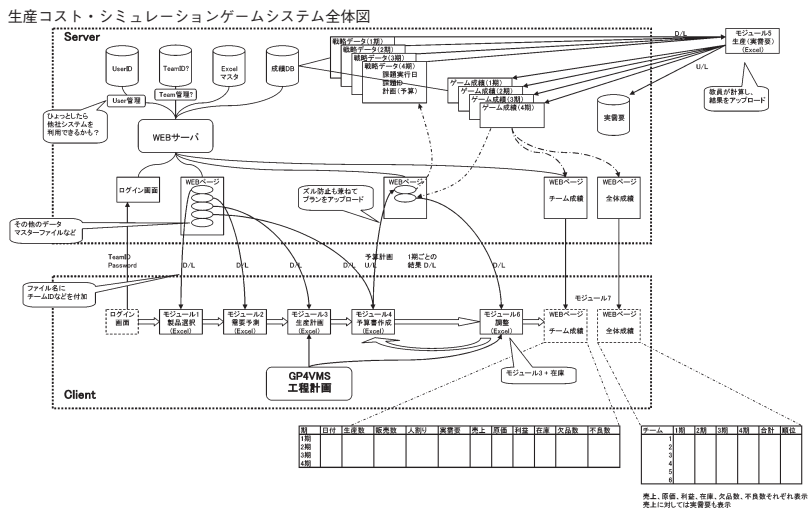 生産コスト・シミュレーションゲームシステム全体図
Server
UserID
TeamID?
Excel
マスタ
成績DB
戦略データ(1期)
戦略データ(2期)
戦略データ(3期)
戦略データ(4期)
課題実行日
課題ID
計画(予算)
D/L
モジュール5
生産(実需要)
(Excel)
U/L
ゲーム成績(1期)
ゲーム成績(2期)
ゲーム成績(3期)
ゲーム成績(4期)
教員が計算し、
結果をアップロード
実需要
User管理
Team管理?
ひょっとしたら
他社システムを
利用できるかも?
WEBサーバ
ログイン画面
WEBページ
ズル防止も兼ねて
プランをアップロード
WEBページ
WEBページ
チーム成績
WEBページ
全体成績
その他のデータ
マスターファイルなど
TeamID
Password
D/L
D/L
D/L
D/L
予算計画
U/L
1期ごとの
結果 D/L
D/L
ファイル名に
チームIDなどを付加
モジュール7
ログイン
画面
モジュール1
製品選択
(Excel)
モジュール2
需要予測
(Excel)
モジュール3
生産計画
(Excel)
モジュール4
予算書作成
(Excel)
モジュール6
調整
(Excel)
WEBページ
チーム成績
WEBページ
全体成績
GP4VMS
工程計画
モジュール3 + 在庫
Client
期 日付 生産数 販売数 人割り 実需要 売上 原価 利益 在庫 欠品数 不良数
1期
2期
3期
4期
チーム 1期 2期 3期 4期 合計 順位
1
2
3
4
5
6
売上、原価、利益、在庫、欠品数、不良数それぞれ表示
売上に対しては実需要も表示